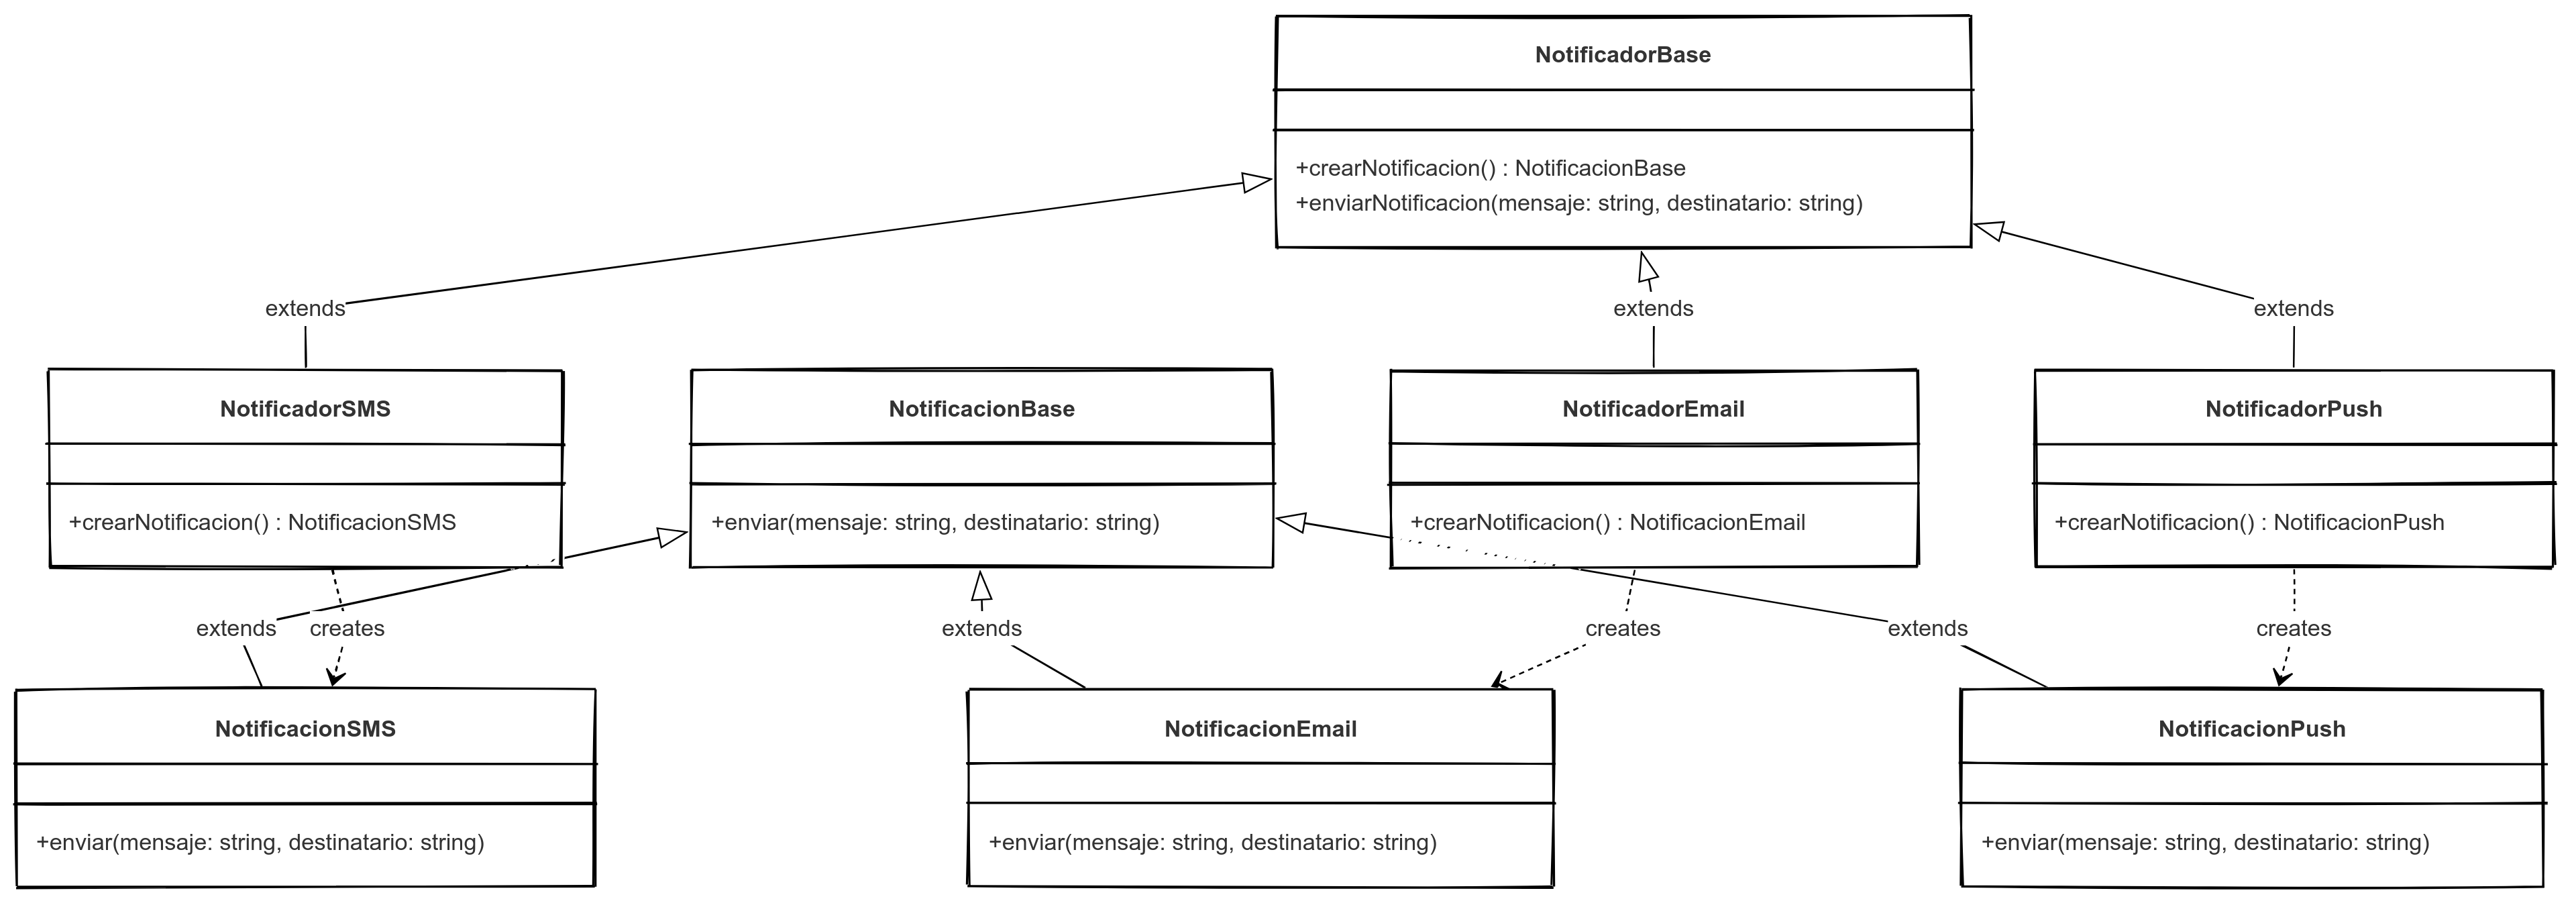 NotificadorBase
+crearNotificacion() : NotificacionBase
+enviarNotificacion(mensaje: string, destinatario: string)
extends
extends
extends
NotificadorSMS
+crearNotificacion() : NotificacionSMS
NotificacionBase
+enviar(mensaje: string, destinatario: string)
NotificadorEmail
+crearNotificacion() : NotificacionEmail
NotificadorPush
+crearNotificacion() : NotificacionPush
extends
creates
extends
creates
extends
creates
NotificacionSMS
+enviar(mensaje: string, destinatario: string)
NotificacionEmail
+enviar(mensaje: string, destinatario: string)
NotificacionPush
+enviar(mensaje: string, destinatario: string)